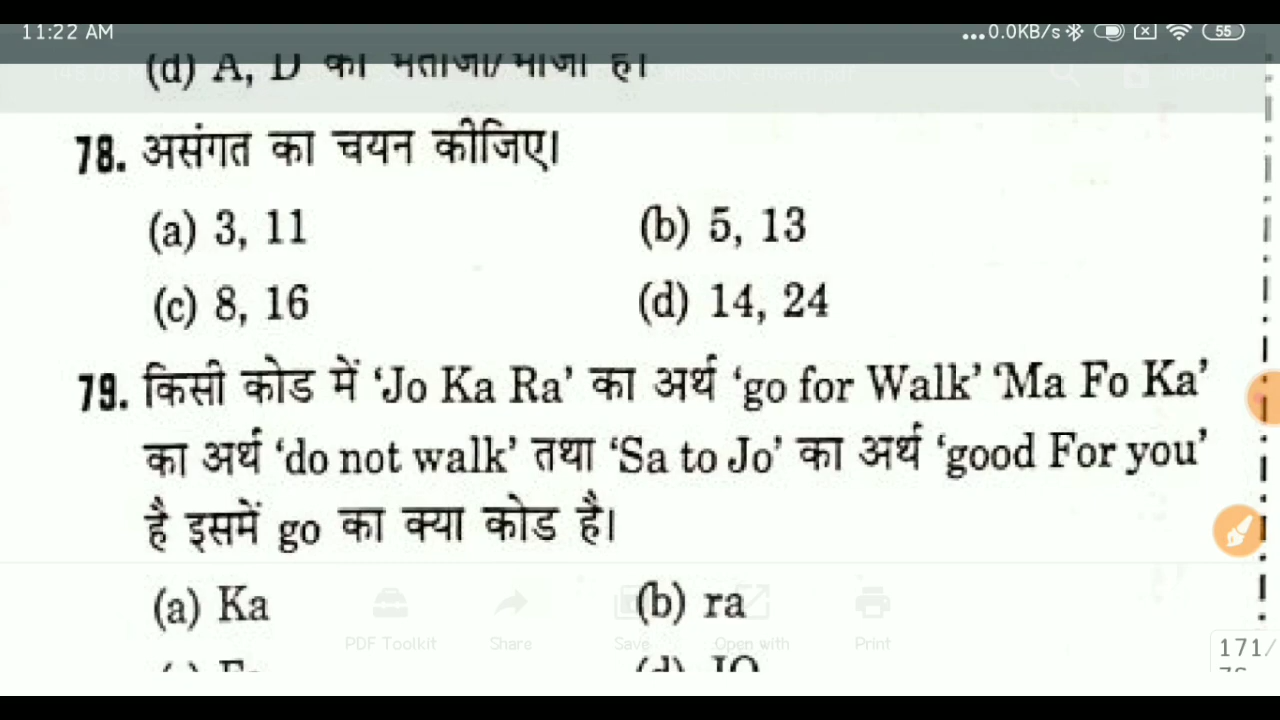 11:22 AM
...0.0KB/s 55
(d) A, D का भतीजा/भांजा है।
78. असंगत का चयन कीजिए।
(a) 3, 11 (b) 5, 13
(c) 8, 16 (d) 14, 24
79. किसी कोड में ‘Jo Ka Ra’ का अर्थ ‘go for Walk’ ‘Ma Fo Ka’
का अर्थ ‘do not walk’ तथा ‘Sa to Jo’ का अर्थ ‘good For you’
है इसमें go का क्या कोड है।
(a) Ka (b) ra
PDF Toolkit Share Save Open with Print
(d) JO
171/